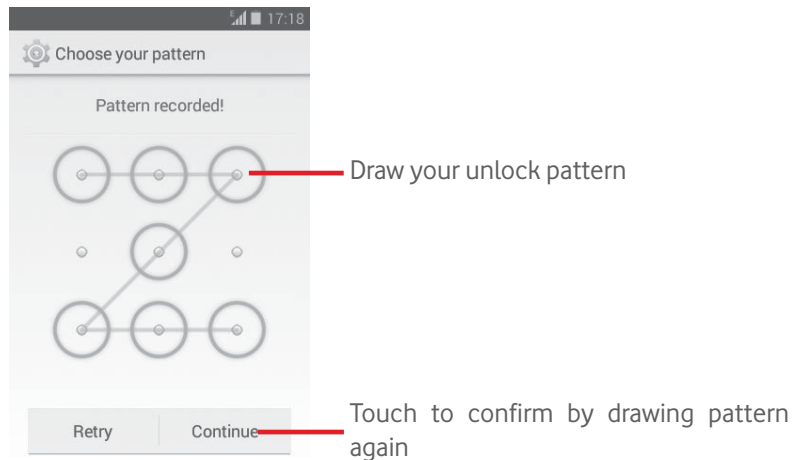 E 17:18
Choose your pattern
Pattern recorded!
Draw your unlock pattern
Retry Continue
Touch to confirm by drawing pattern
again